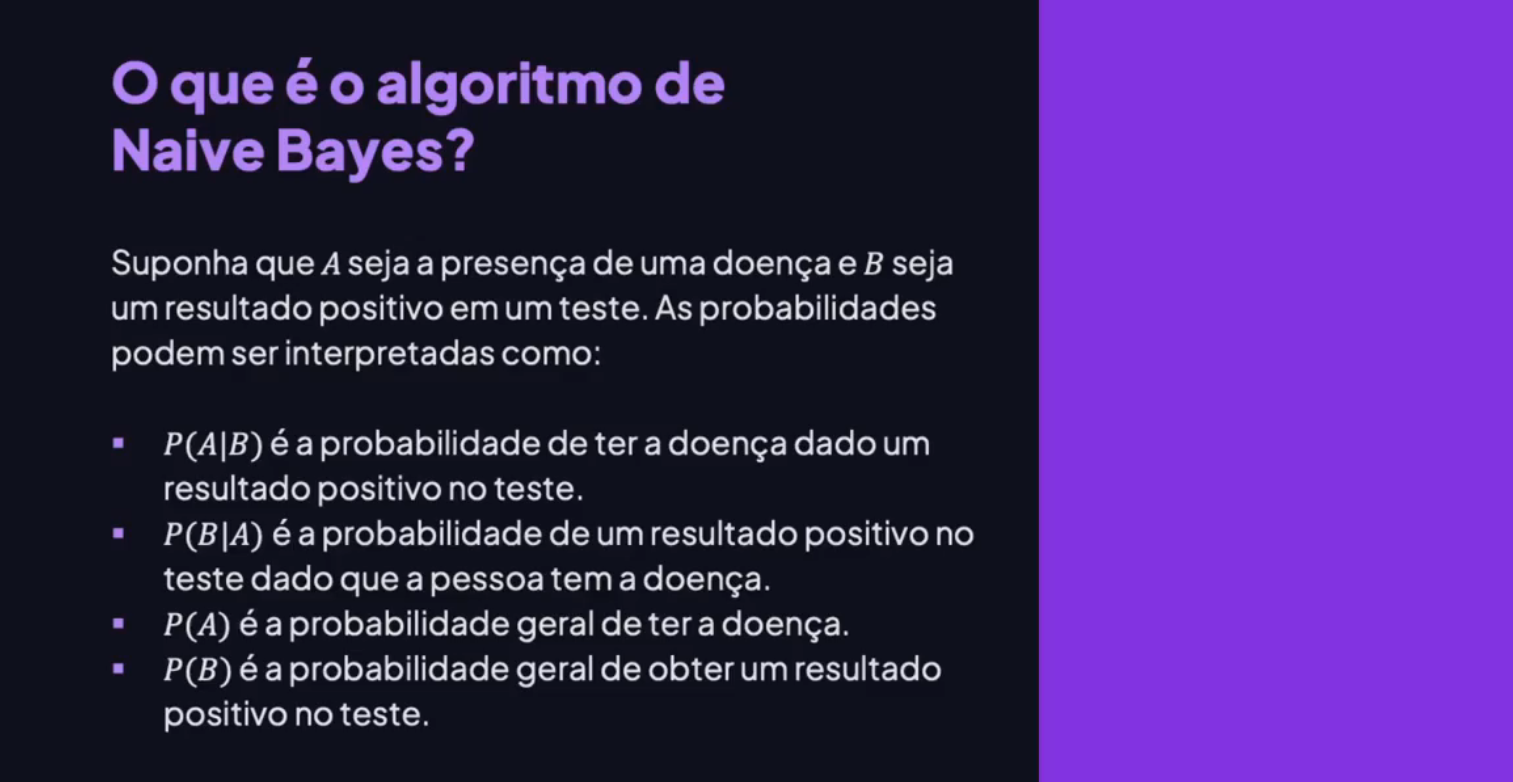 O que é o algoritmo de
Naive Bayes?
Suponha que A seja a presença de uma doença e B seja
um resultado positivo em um teste. As probabilidades
podem ser interpretadas como:
▪ P(A|B) é a probabilidade de ter a doença dado um
resultado positivo no teste.
▪ P(B|A) é a probabilidade de um resultado positivo no
teste dado que a pessoa tem a doença.
▪ P(A) é a probabilidade geral de ter a doença.
▪ P(B) é a probabilidade geral de obter um resultado
positivo no teste.